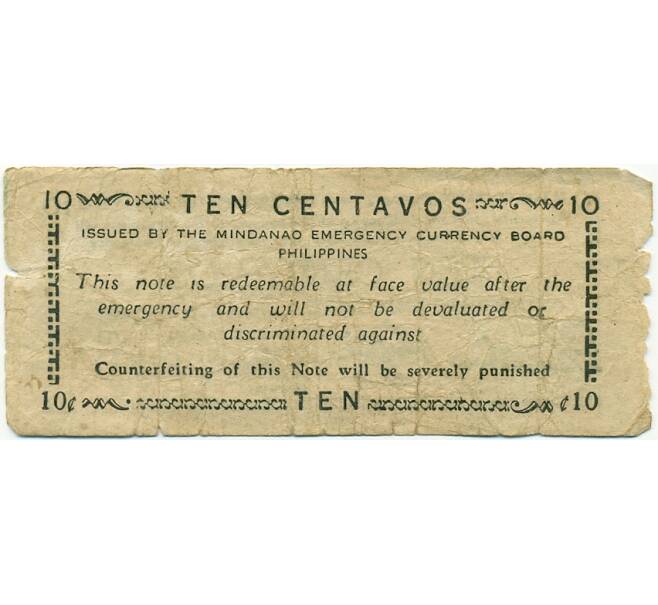 10 TEN CENTAVOS 10
ISSUED BY THE MINDANAO EMERGENCY CURRENCY BOARD
PHILIPPINES
This note is redeemable at face value after the
emergency and will not be devaluated or
discriminated against
Counterfeiting of this Note will be severely punished
10¢ TEN ¢10